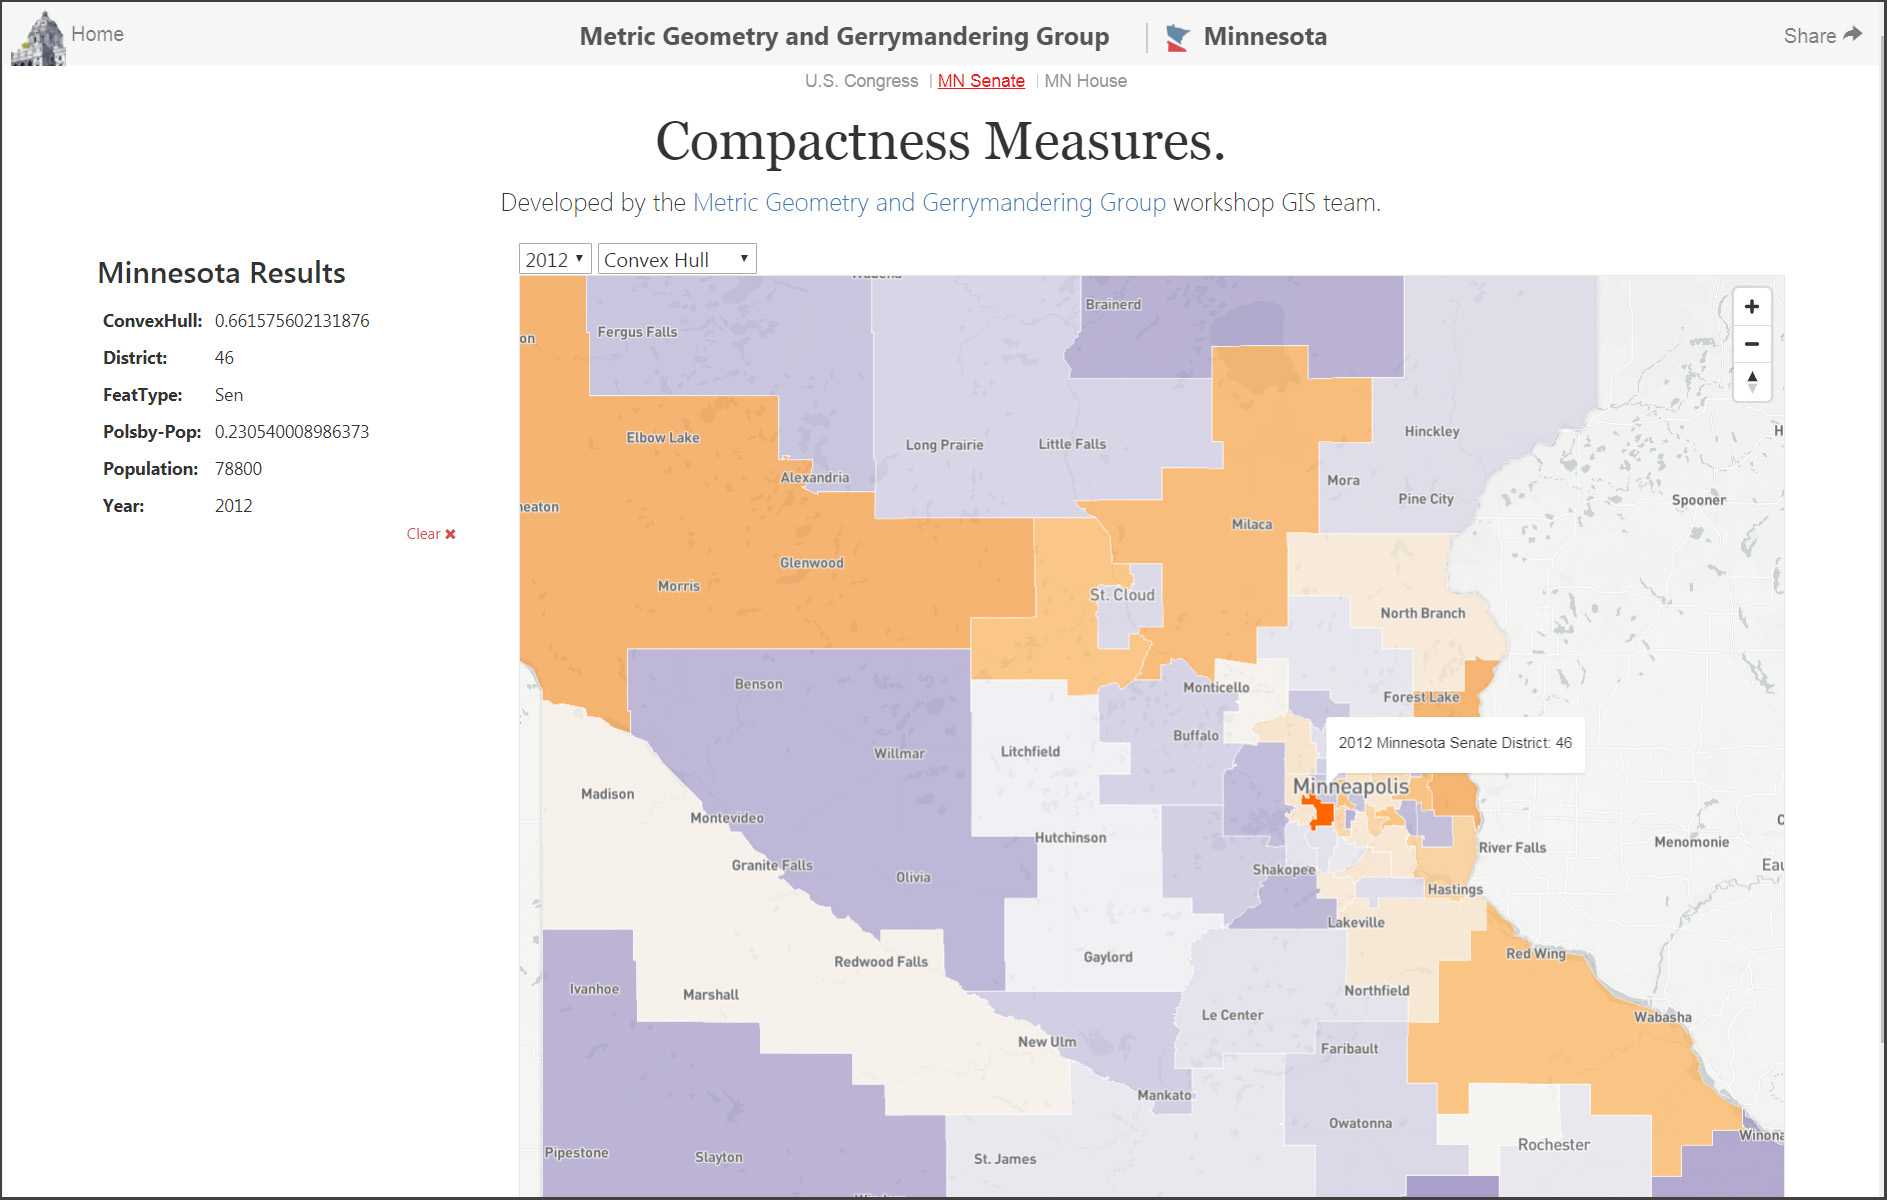 Home
Metric Geometry and Gerrymandering Group | Minnesota
Share
U.S. Congress | MN Senate | MN House
Compactness Measures.
Developed by the Metric Geometry and Gerrymandering Group workshop GIS team.
Minnesota Results
ConvexHull: 0.661575602131876
District: 46
FeatType: Sen
Polsby-Pop: 0.230540008986373
Population: 78800
Year: 2012
Clear ✖
2012 Convex Hull
Brainerd
Fergus Falls
on
Elbow Lake
Long Prairie
Little Falls
Hinckley
H
Alexandria
Mora
Pine City
Spooner
heaton
Milaca
Glenwood
Morris
St. Cloud
North Branch
Benson
Monticello
Forest Lake
Buffalo
Willmar
Litchfield
2012 Minnesota Senate District: 46
Minneapolis
Madison
Montevideo
C
Hutchinson
River Falls
Menomonie
Granite Falls
Olivia
Shakopee
Eau
Hastings
Lakeville
Red Wing
Gaylord
Redwood Falls
Ivanhoe
Marshall
Northfield
Le Center
Wabasha
New Ulm
Faribault
Mankato
Owatonna
Winona
Rochester
Pipestone
Slayton
St. James